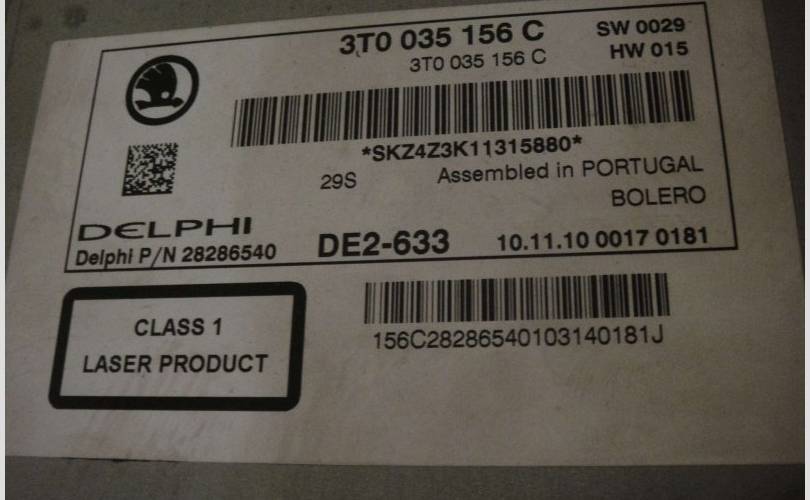 3T0 035 156 C
SW 0029
3T0 035 156 C
HW 015
*SKZ4Z3K11315880*
29S
Assembled in PORTUGAL
BOLERO
DELPHI
Delphi P/N 28286540
DE2-633
10.11.10 0017 0181
CLASS 1
LASER PRODUCT
156C28286540103140181J